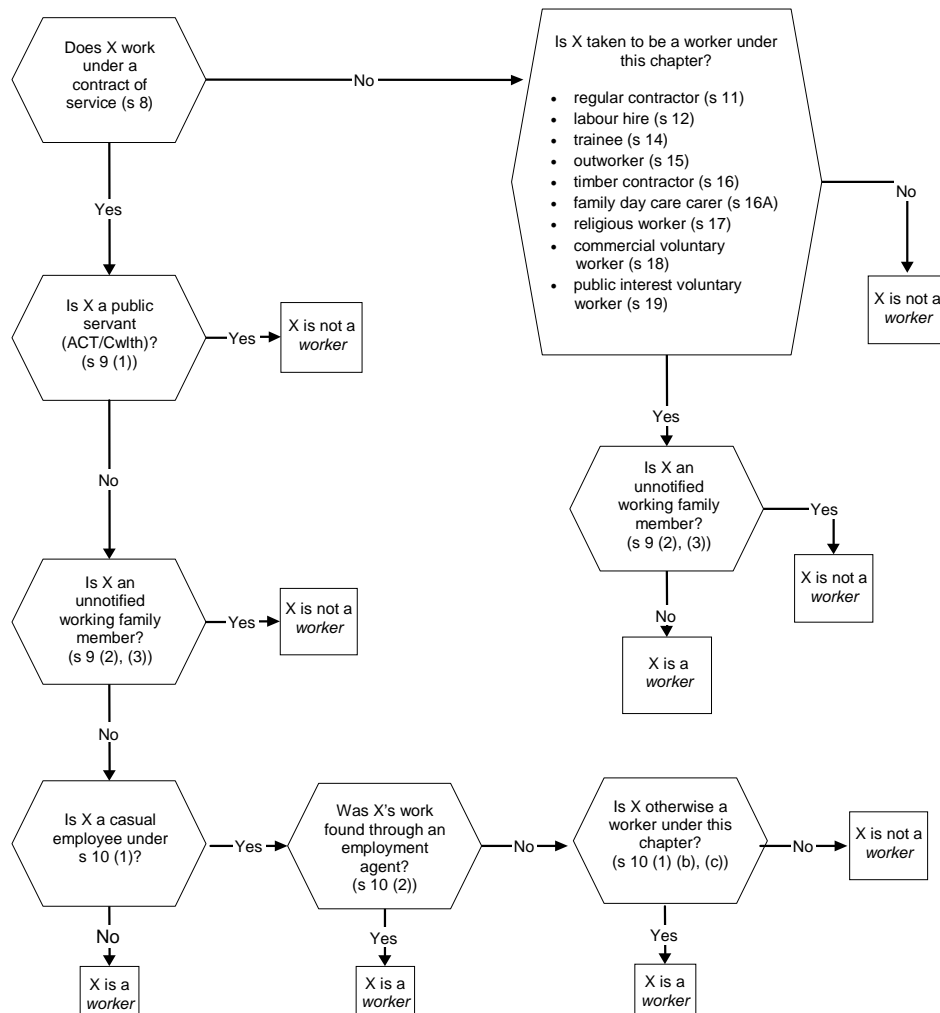 Does X work
under a
contract of
service (s 8)
No
Is X taken to be a worker under
this chapter?
• regular contractor (s 11)
• labour hire (s 12)
• trainee (s 14)
• outworker (s 15)
• timber contractor (s 16)
• family day care carer (s 16A)
• religious worker (s 17)
• commercial voluntary
worker (s 18)
• public interest voluntary
worker (s 19)
No
X is not a
worker
Yes
Is X a public
servant
(ACT/Cwlth)?
(s 9 (1))
Yes
X is not a
worker
Yes
Is X an
unnotified
working family
member?
(s 9 (2), (3))
Yes
X is not a
worker
No
X is a
worker
No
Is X an
unnotified
working family
member?
(s 9 (2), (3))
Yes
X is not a
worker
No
Is X a casual
employee under
s 10 (1)?
Yes
Was X's work
found through an
employment
agent?
(s 10 (2))
No
Is X otherwise a
worker under this
chapter?
(s 10 (1) (b), (c))
No
X is not a
worker
No
X is a
worker
Yes
X is a
worker
Yes
X is a
worker